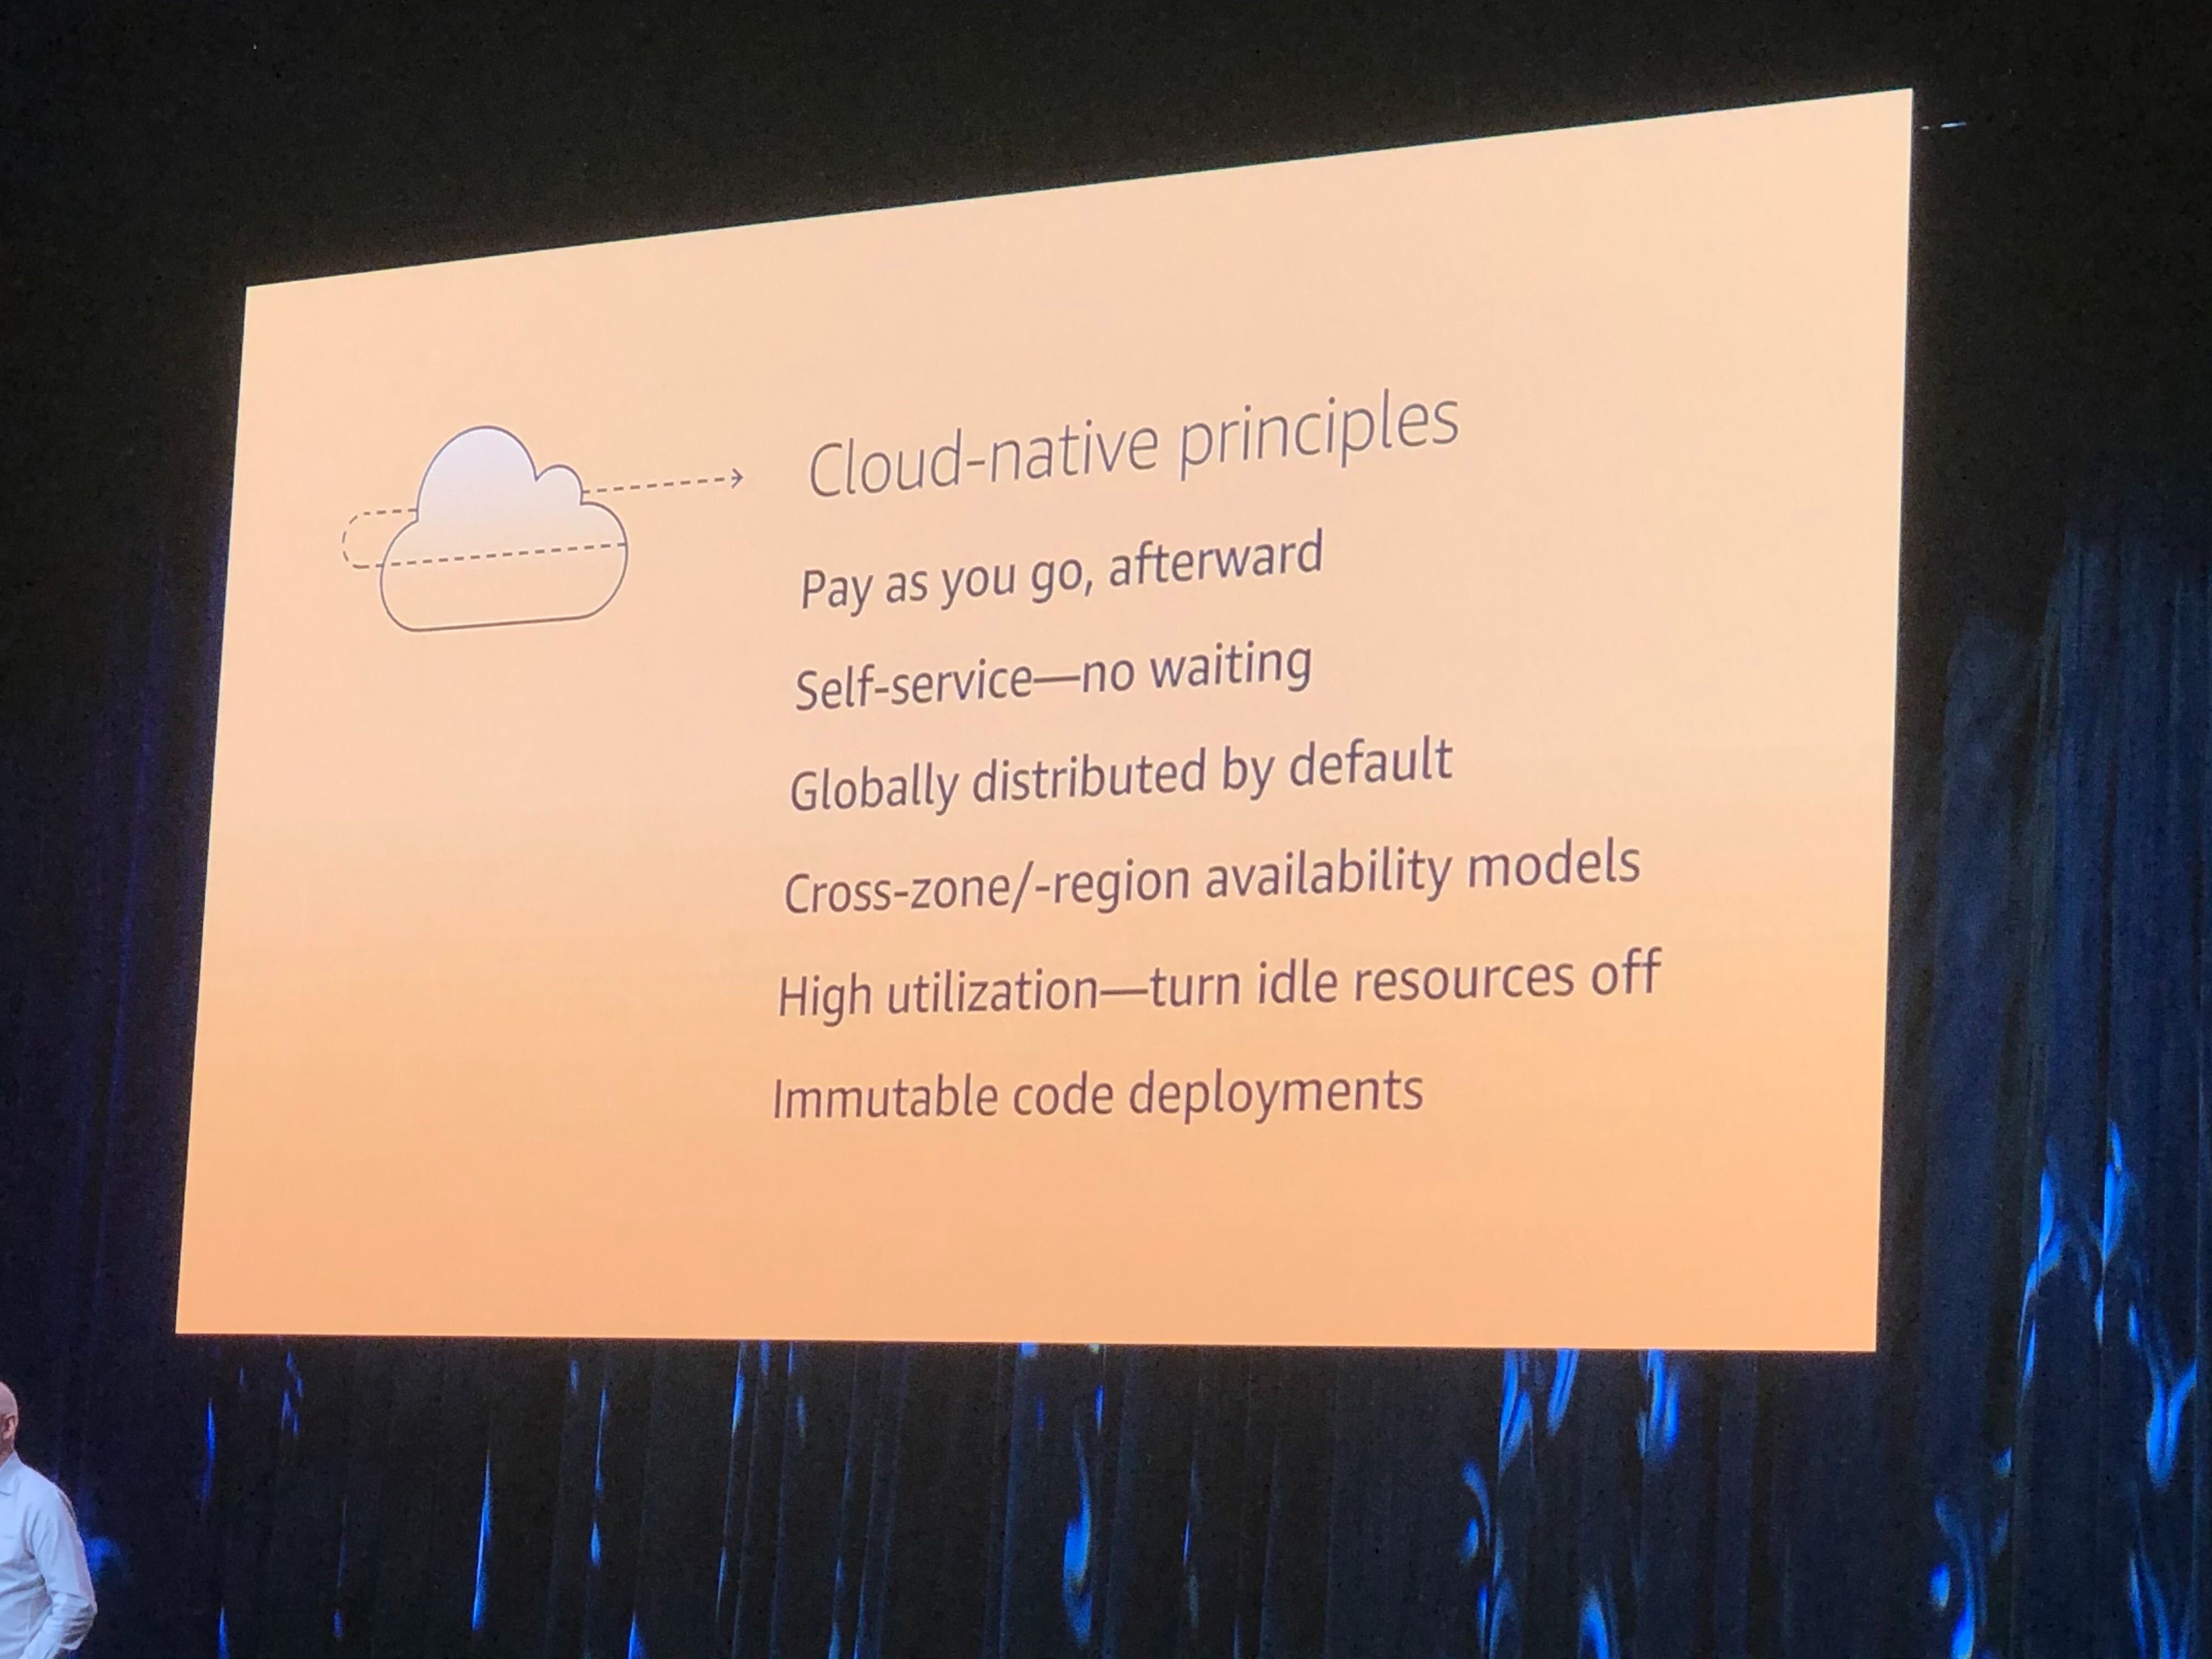 Cloud-native principles
Pay as you go, afterward
Self-service—no waiting
Globally distributed by default
Cross-zone/-region availability models
High utilization—turn idle resources off
Immutable code deployments